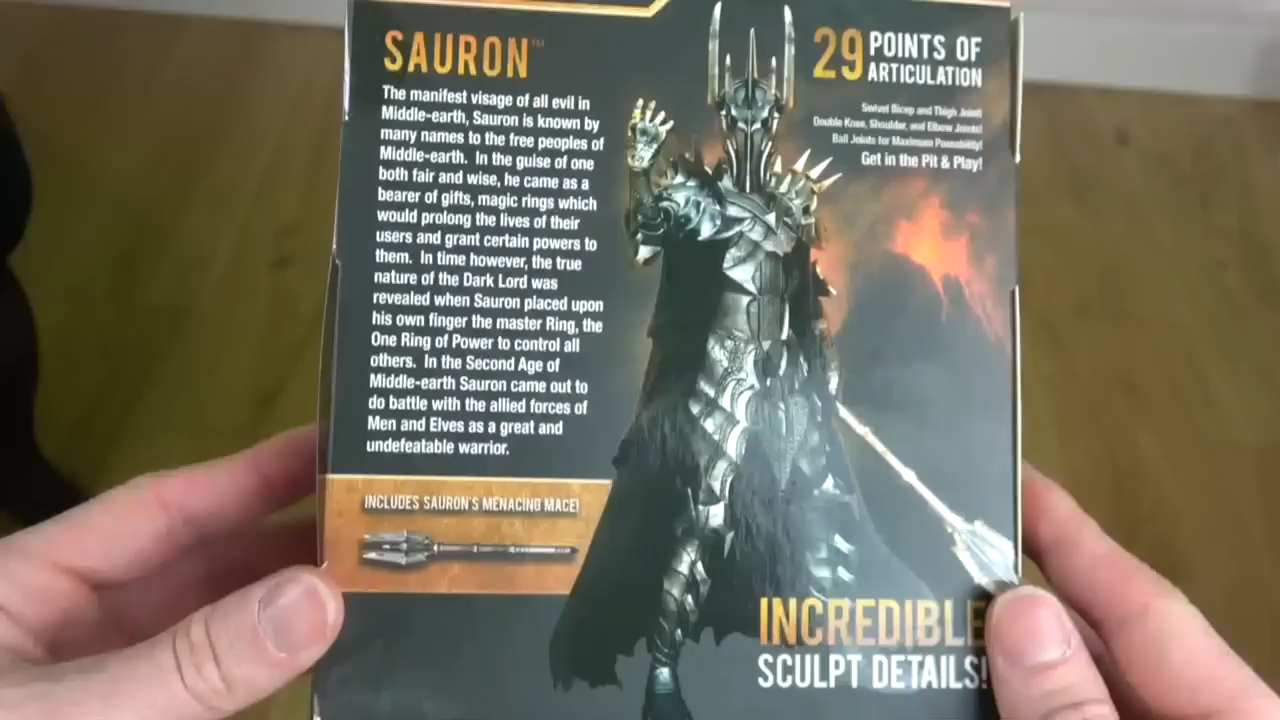 SAURON™
The manifest visage of all evil in
Middle-earth, Sauron is known by
many names to the free peoples of
Middle-earth. In the guise of one
both fair and wise, he came as a
bearer of gifts, magic rings which
would prolong the lives of their
users and grant certain powers to
them. In time however, the true
nature of the Dark Lord was
revealed when Sauron placed upon
his own finger the master Ring, the
One Ring of Power to control all
others. In the Second Age of
Middle-earth Sauron came out to
do battle with the allied forces of
Men and Elves as a great and
undefeatable warrior.
INCLUDES SAURON'S MENACING MACE!
29 POINTS OF
ARTICULATION
Swivel Bicep and Thigh Joint!
Double Knee, Shoulder, and Elbow Joints!
Ball Joints for Maximum Poseability!
Get in the Pit & Play!
INCREDIBLE
SCULPT DETAILS!